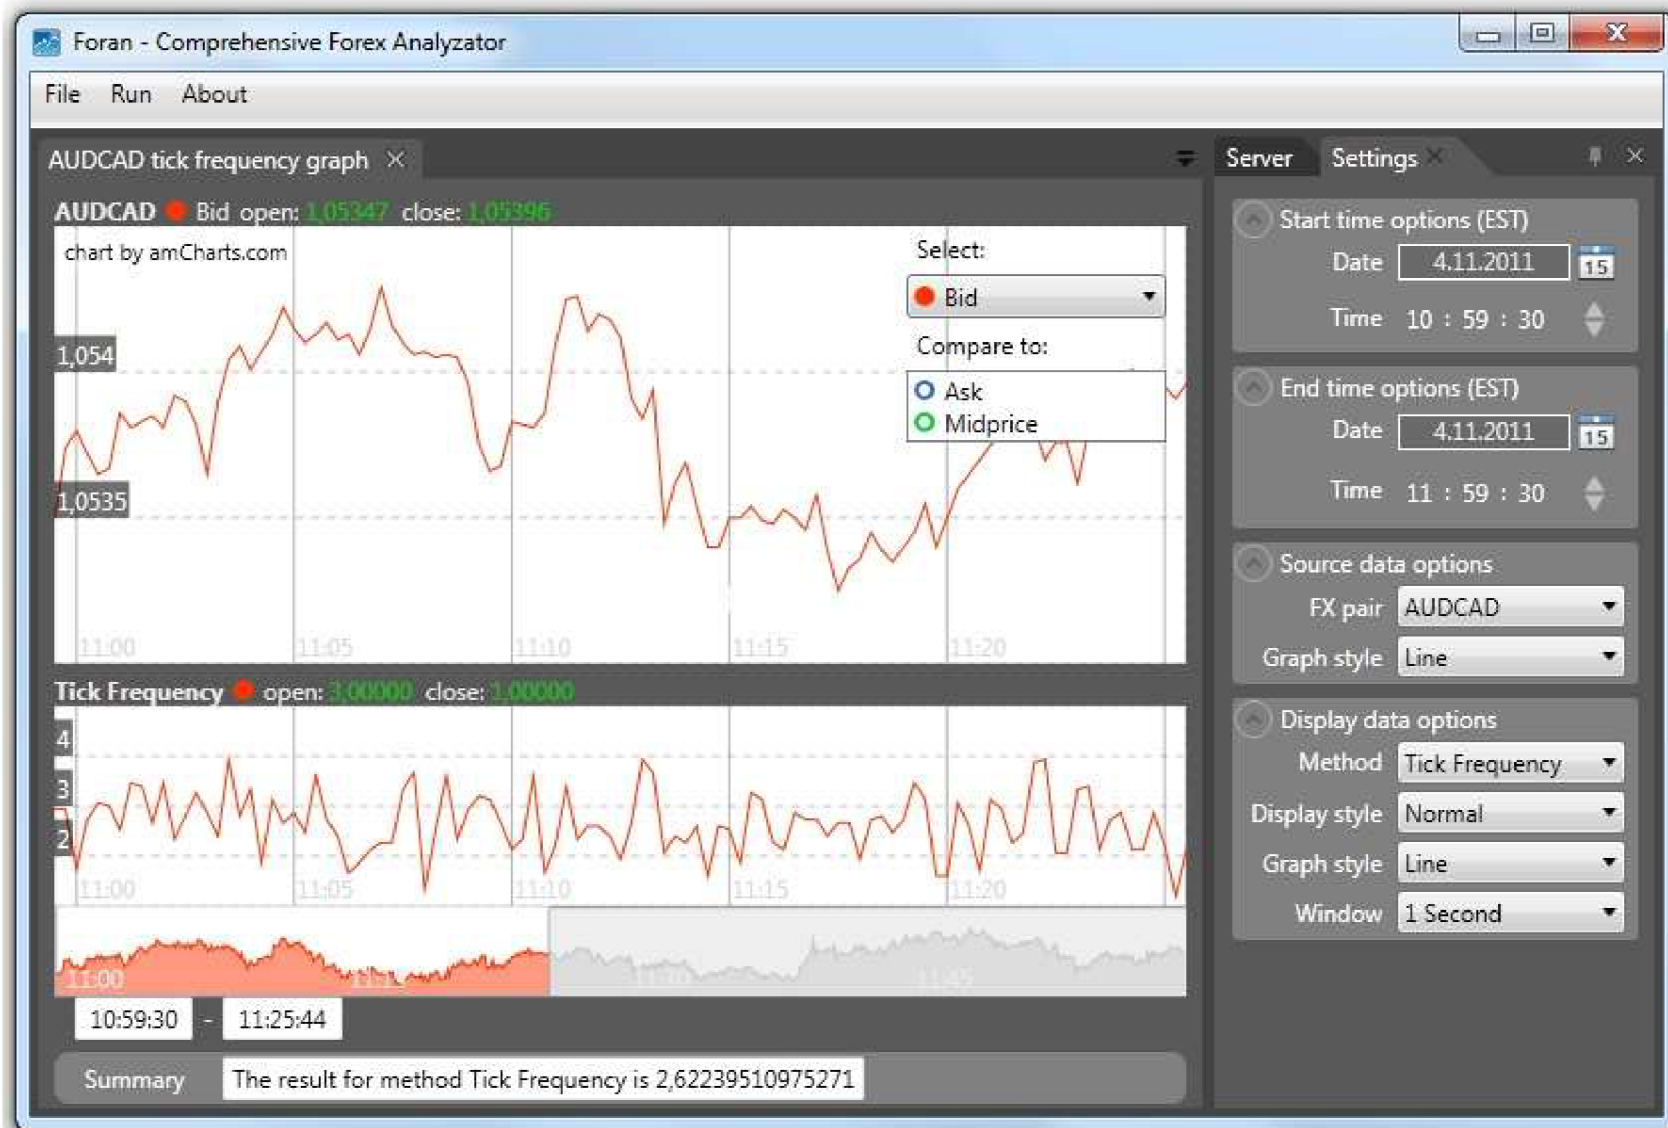 Foran - Comprehensive Forex Analyzator
File Run About
AUDCAD tick frequency graph
Server Settings
AUDCAD Bid open: 1,05347 close: 1,05396
chart by amCharts.com
Select:
Bid
Compare to:
Ask
Midprice
1,054
1,0535
11:00 11:05 11:10 11:15 11:20
Tick Frequency open: 3,00000 close: 1,00000
4
3
2
11:00 11:05 11:10 11:15 11:20
11:00 11:45
10:59:30 - 11:25:44
Summary The result for method Tick Frequency is 2,62239510975271
Start time options (EST)
Date 4.11.2011 15
Time 10 : 59 : 30
End time options (EST)
Date 4.11.2011 15
Time 11 : 59 : 30
Source data options
FX pair AUDCAD
Graph style Line
Display data options
Method Tick Frequency
Display style Normal
Graph style Line
Window 1 Second